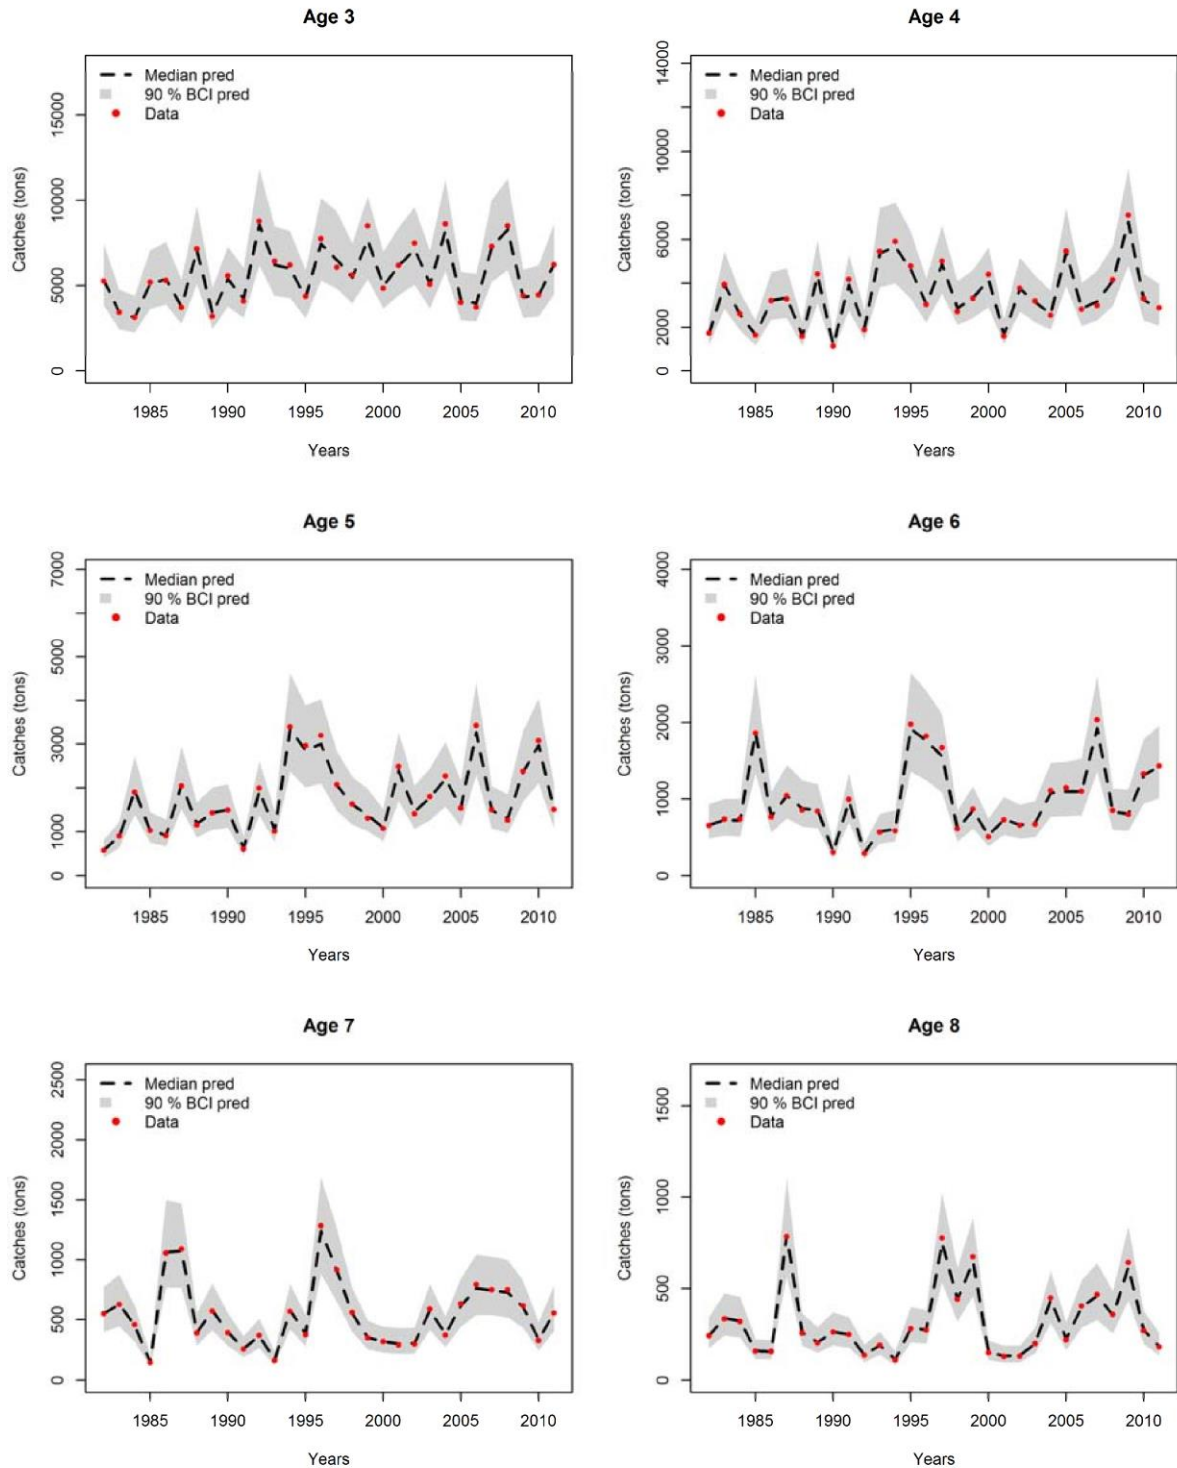 Age 3
Median pred
90 % BCI pred
Data
Catches (tons)
15000
10000
50000
0
1985 1990 1995 2000 2005 2010
Years
Age 4
Median pred
90 % BCI pred
Data
Catches (tons)
14000
10000
6000
2000
0
1985 1990 1995 2000 2005 2010
Years
Age 5
Median pred
90 % BCI pred
Data
Catches (tons)
7000
5000
3000
1000
0
1985 1990 1995 2000 2005 2010
Years
Age 6
Median pred
90 % BCI pred
Data
Catches (tons)
4000
3000
2000
1000
0
1985 1990 1995 2000 2005 2010
Years
Age 7
Median pred
90 % BCI pred
Data
Catches (tons)
2500
2000
1500
1000
500
0
1985 1990 1995 2000 2005 2010
Years
Age 8
Median pred
90 % BCI pred
Data
Catches (tons)
1500
1000
500
0
1985 1990 1995 2000 2005 2010
Years